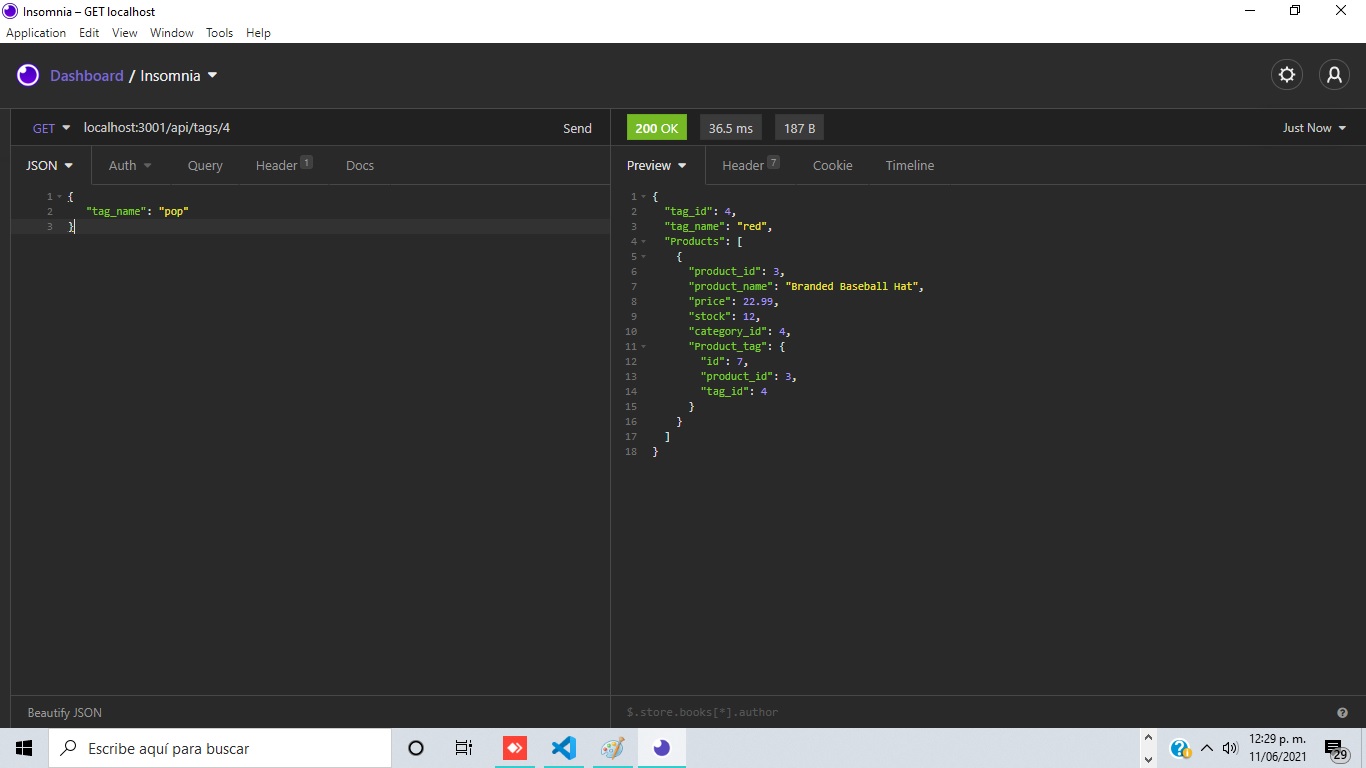 Insomnia – GET localhost
Application Edit View Window Tools Help
Dashboard / Insomnia
GET localhost:3001/api/tags/4 Send
200 OK 36.5 ms 187 B Just Now
JSON Auth Query Header 1 Docs
Preview Header 7 Cookie Timeline
1 {
2 "tag_name": "pop"
3 }
1 {
2 "tag_id": 4,
3 "tag_name": "red",
4 "Products": [
5 {
6 "product_id": 3,
7 "product_name": "Branded Baseball Hat",
8 "price": 22.99,
9 "stock": 12,
10 "category_id": 4,
11 "Product_tag": {
12 "id": 7,
13 "product_id": 3,
14 "tag_id": 4
15 }
16 }
17 ]
18 }
Beautify JSON
$.store.books[*].author
Escribe aquí para buscar
12:29 p. m.
11/06/2021
29